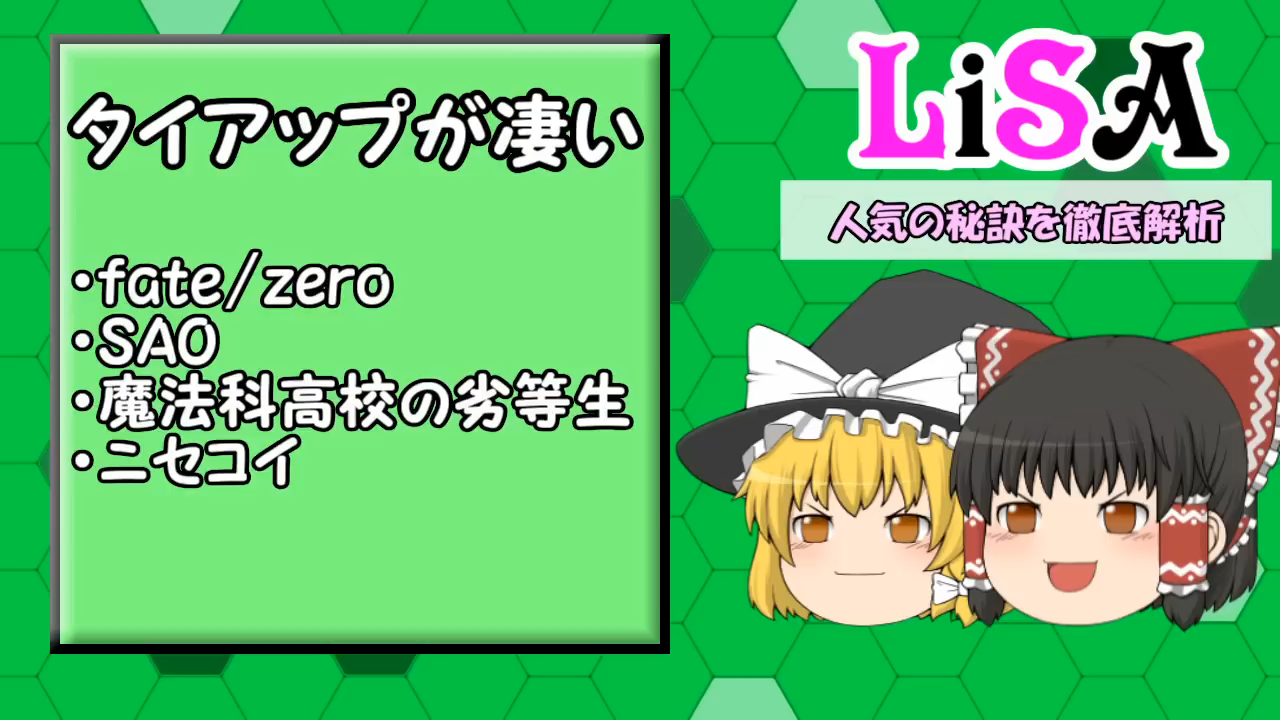 タイアップが凄い
・fate/zero
・SAO
・魔法科高校の劣等生
・ニセコイ
LiSA
人気の秘訣を徹底解析